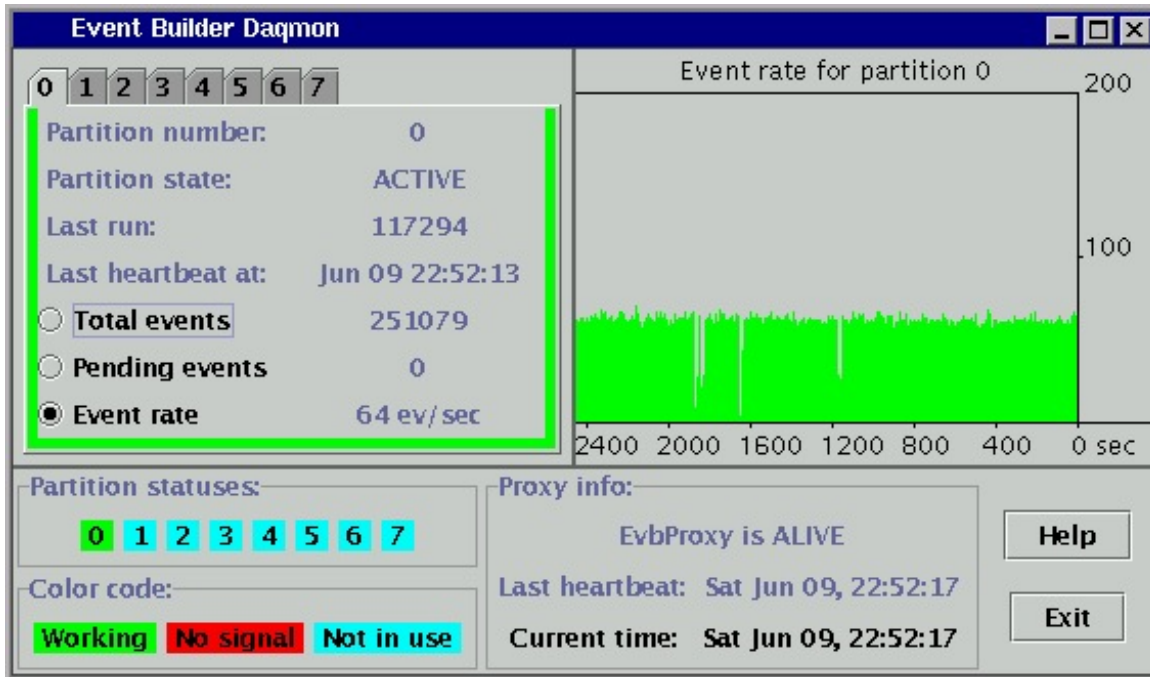 Event Builder Daqmon
0 1 2 3 4 5 6 7
Partition number: 0
Partition state: ACTIVE
Last run: 117294
Last heartbeat at: Jun 09 22:52:13
Total events 251079
Pending events 0
Event rate 64 ev/sec
Event rate for partition 0
200
100
2400 2000 1600 1200 800 400 0 sec
Partition statuses:
0 1 2 3 4 5 6 7
Color code:
Working No signal Not in use
Proxy info:
EvbProxy is ALIVE
Last heartbeat: Sat Jun 09, 22:52:17
Current time: Sat Jun 09, 22:52:17
Help
Exit